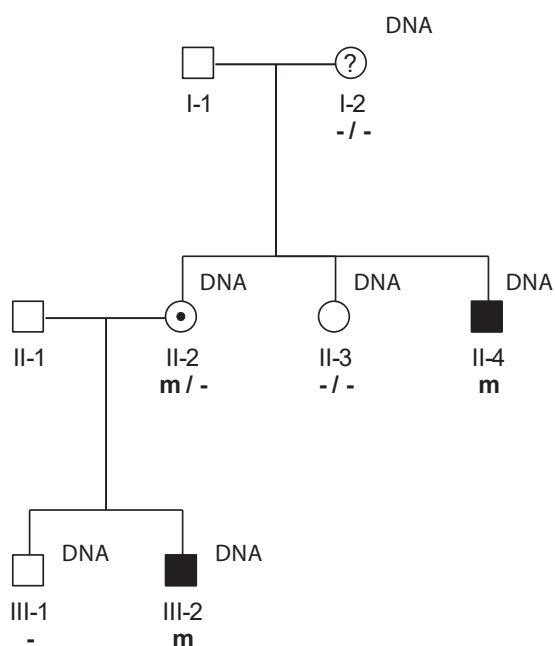 DNA
?
I-1 I-2
- / -
DNA DNA DNA
II-1 II-2 II-3 II-4
m / - - / - m
DNA DNA
III-1 III-2
- m